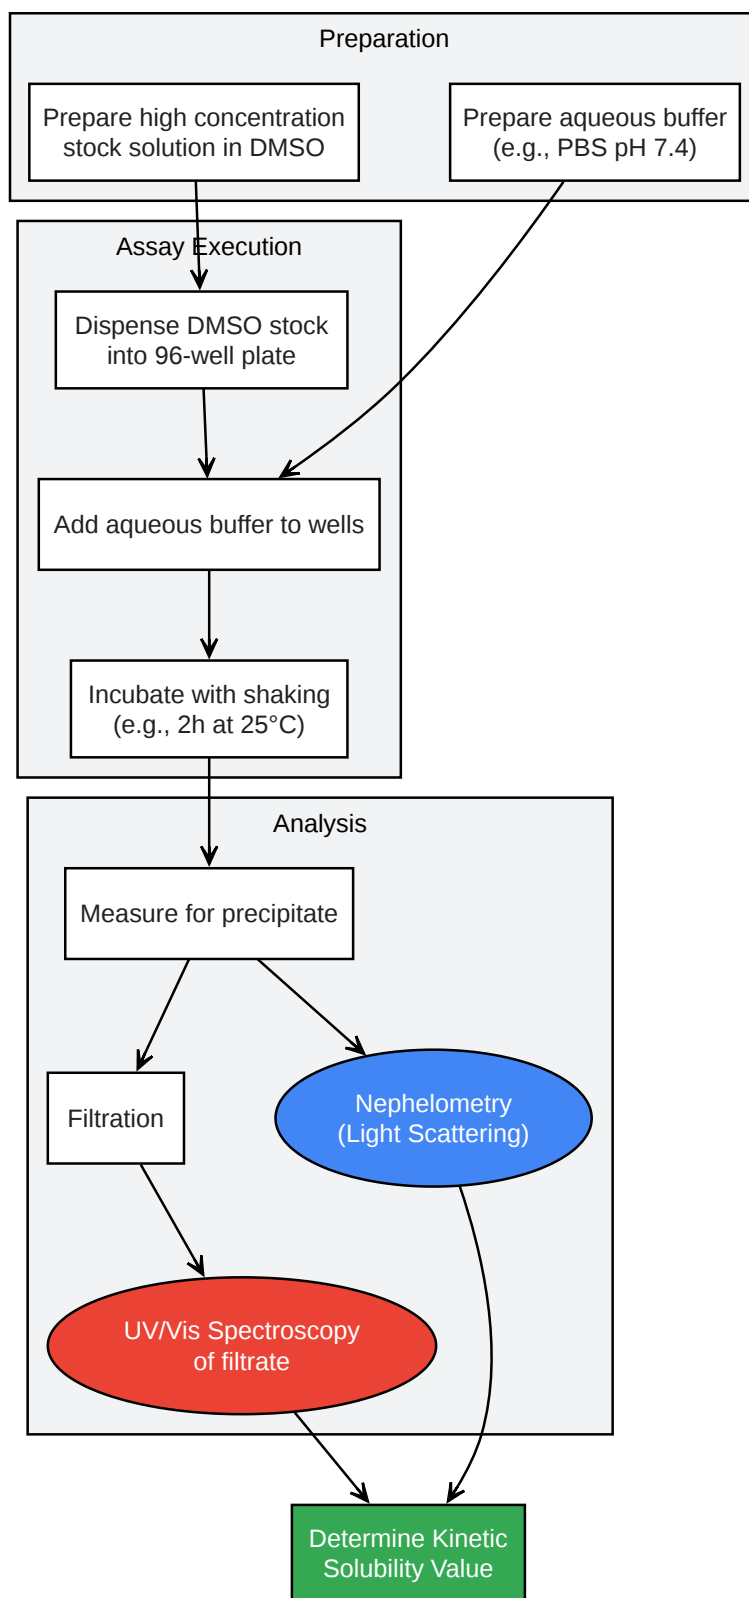 Preparation
Prepare high concentration
stock solution in DMSO
Prepare aqueous buffer
(e.g., PBS pH 7.4)
Assay Execution
Dispense DMSO stock
into 96-well plate
Add aqueous buffer to wells
Incubate with shaking
(e.g., 2h at 25°C)
Analysis
Measure for precipitate
Filtration
Nephelometry
(Light Scattering)
UV/Vis Spectroscopy
of filtrate
Determine Kinetic
Solubility Value